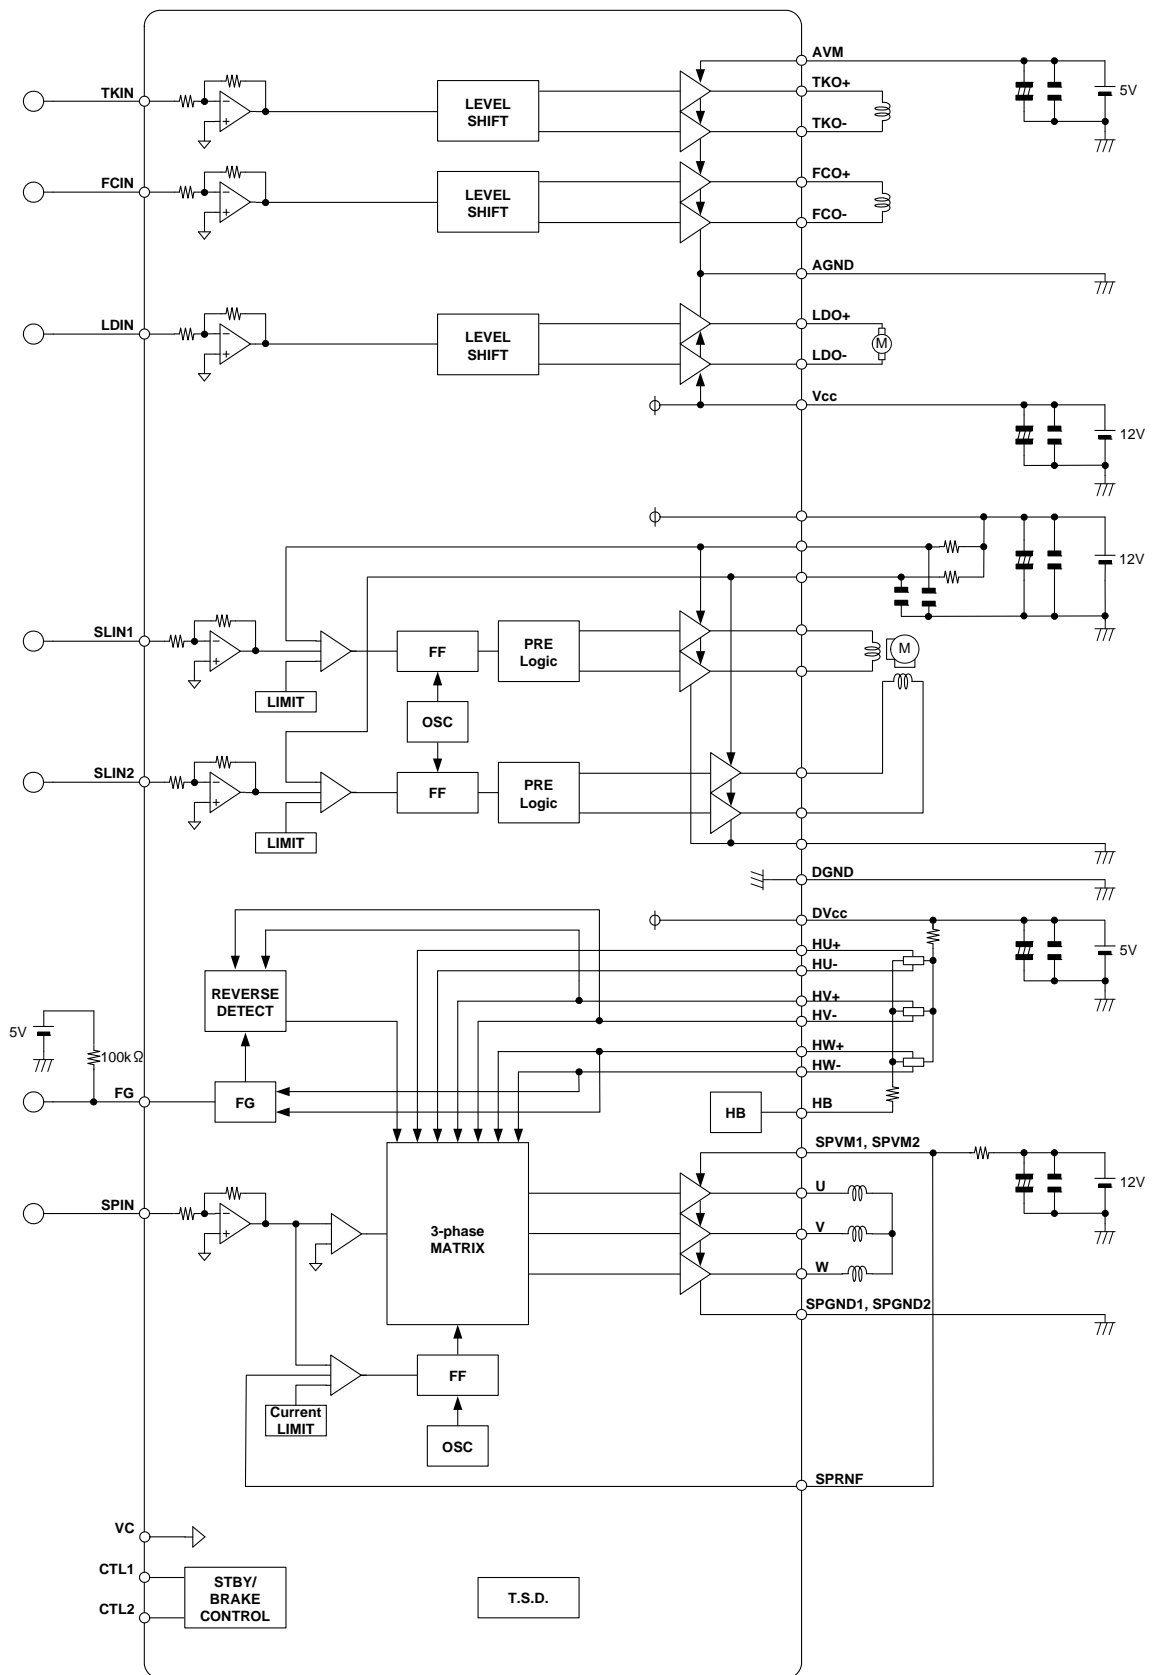 AVM
TKIN
TKO+
LEVEL
SHIFT
5V
TKO-
FCIN
FCO+
LEVEL
SHIFT
FCO-
AGND
LDIN
LDO+
LEVEL
SHIFT
M
LDO-
Vcc
12V
12V
SLIN1
FF
PRE
Logic
M
LIMIT
OSC
SLIN2
FF
PRE
Logic
LIMIT
DGND
DVcc
5V
HU+
HU-
REVERSE
DETECT
HV+
HV-
5V
100kΩ
HW+
HW-
FG
FG
HB
HB
SPVM1, SPVM2
12V
SPIN
3-phase
MATRIX
U
V
W
SPGND1, SPGND2
FF
Current
LIMIT
OSC
SPRNF
VC
CTL1
CTL2
STBY/
BRAKE
CONTROL
T.S.D.